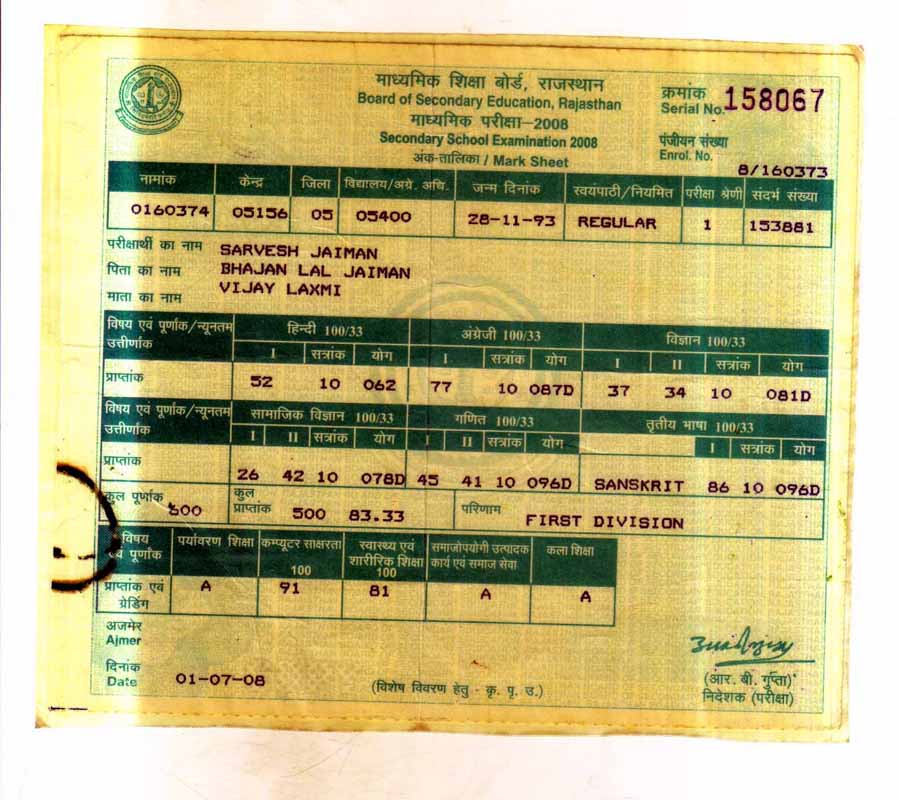 माध्यमिक शिक्षा बोर्ड, राजस्थान
Board of Secondary Education, Rajasthan
माध्यमिक परीक्षा–2008
Secondary School Examination 2008
अंक-तालिका / Mark Sheet
क्रमांक
Serial No. 158067
पंजीयन संख्या
Enrol. No.
8/160373
नामांक केन्द्र जिला विद्यालय/अग्रे. अधि. जन्म दिनांक स्वयंपाठी/नियमित परीक्षा श्रेणी संदर्भ संख्या
0160374 05156 05 05400 28-11-93 REGULAR 1 153881
परीक्षार्थी का नाम SARVESH JAIMAN
पिता का नाम BHAJAN LAL JAIMAN
माता का नाम VIJAY LAXMI
विषय एवं पूर्णांक/न्यूनतम हिन्दी 100/33 अंग्रेजी 100/33 विज्ञान 100/33
उत्तीर्णांक I सत्रांक योग I सत्रांक योग I II सत्रांक योग
प्राप्तांक 52 10 062 77 10 087D 37 34 10 081D
विषय एवं पूर्णांक/न्यूनतम सामाजिक विज्ञान 100/33 गणित 100/33 तृतीय भाषा 100/33
उत्तीर्णांक I II सत्रांक योग I II सत्रांक योग I सत्रांक योग
प्राप्तांक 26 42 10 078D 45 41 10 096D SANSKRIT 86 10 096D
कुल पूर्णांक 600 कुल प्राप्तांक 500 83.33 परिणाम FIRST DIVISION
विषय एवं पूर्णांक पर्यावरण शिक्षा कम्प्यूटर साक्षरता 100 स्वास्थ्य एवं शारीरिक शिक्षा 100 समाजोपयोगी उत्पादक कार्य एवं समाज सेवा कला शिक्षा
प्राप्तांक एवं ग्रेडिंग A 91 81 A A
अजमेर
Ajmer
दिनांक
Date 01-07-08
(विशेष विवरण हेतु - कृ. पृ. उ.)
(आर. बी. गुप्ता)
निदेशक (परीक्षा)